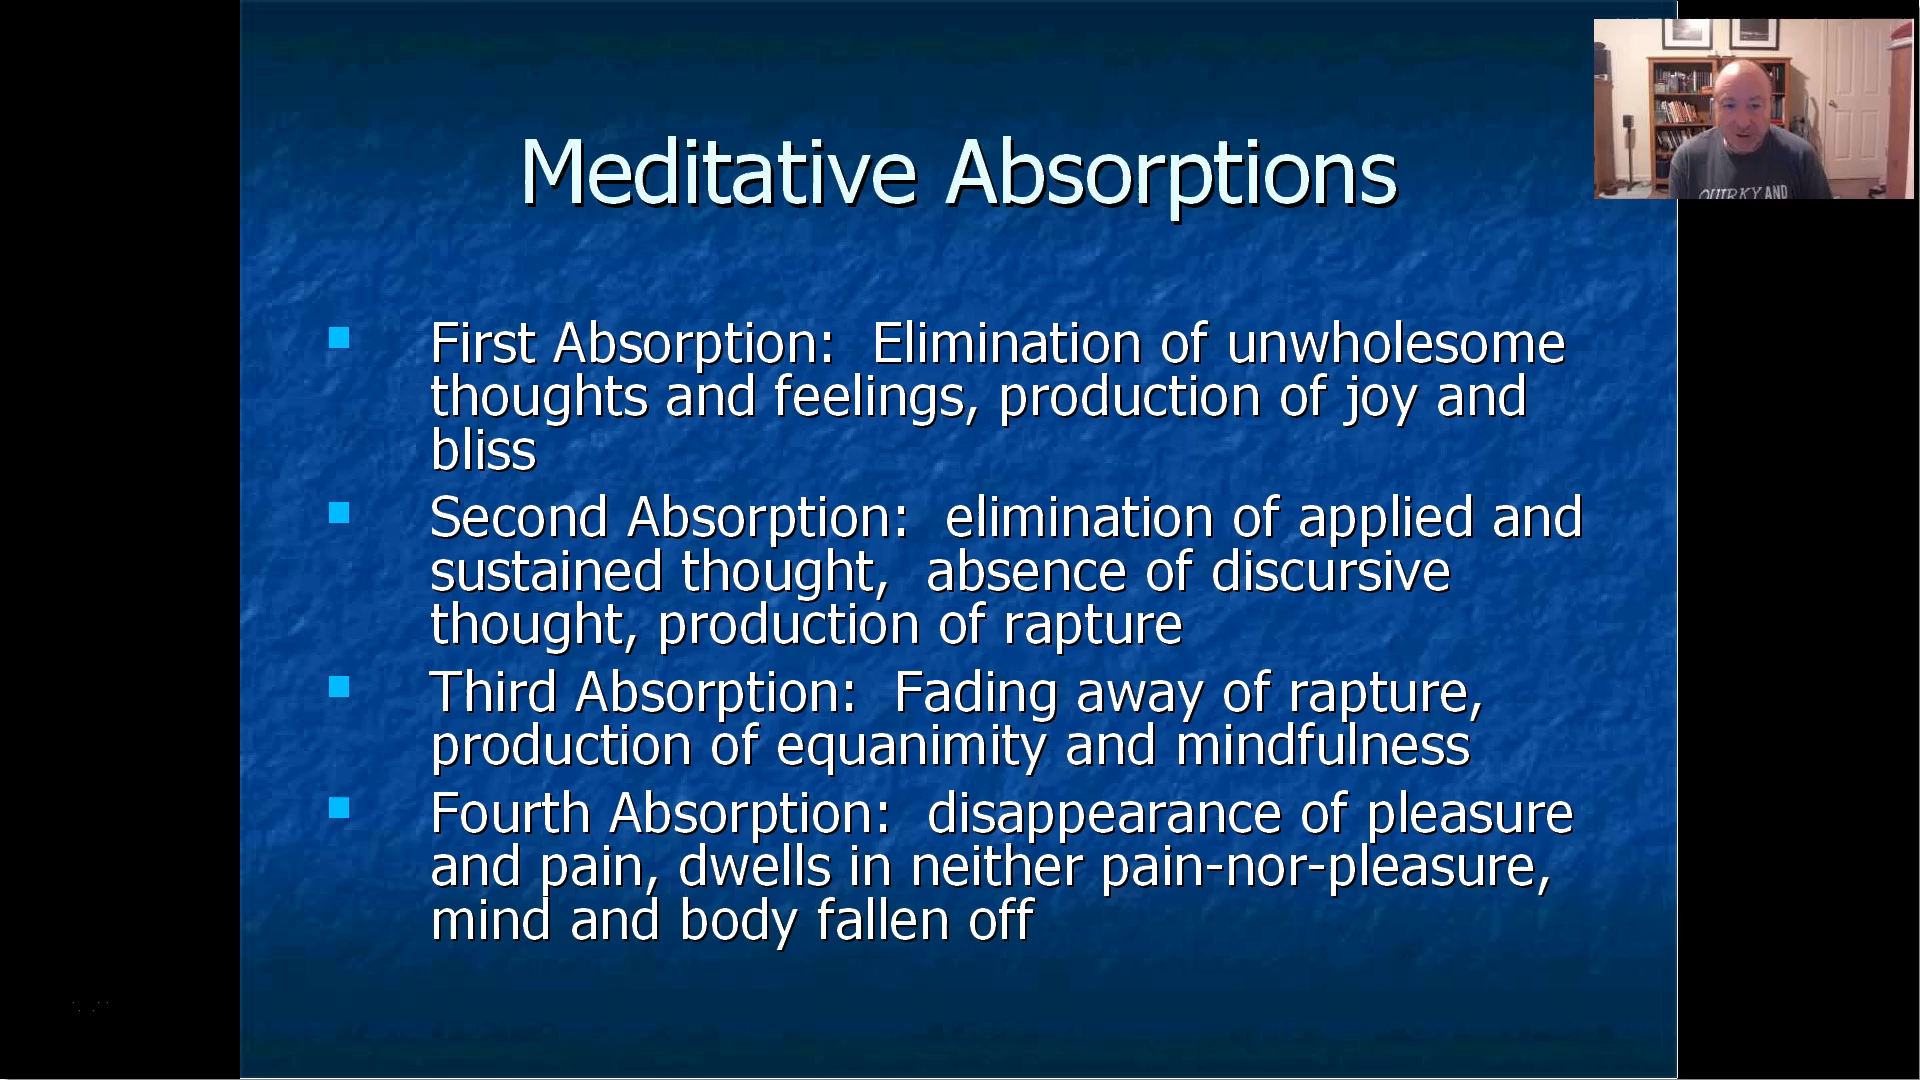 Meditative Absorptions
First Absorption:  Elimination of unwholesome
thoughts and feelings, production of joy and
bliss
Second Absorption:  elimination of applied and
sustained thought,  absence of discursive
thought, production of rapture
Third Absorption:  Fading away of rapture,
production of equanimity and mindfulness
Fourth Absorption:  disappearance of pleasure
and pain, dwells in neither pain-nor-pleasure,
mind and body fallen off
QUIRKY AND